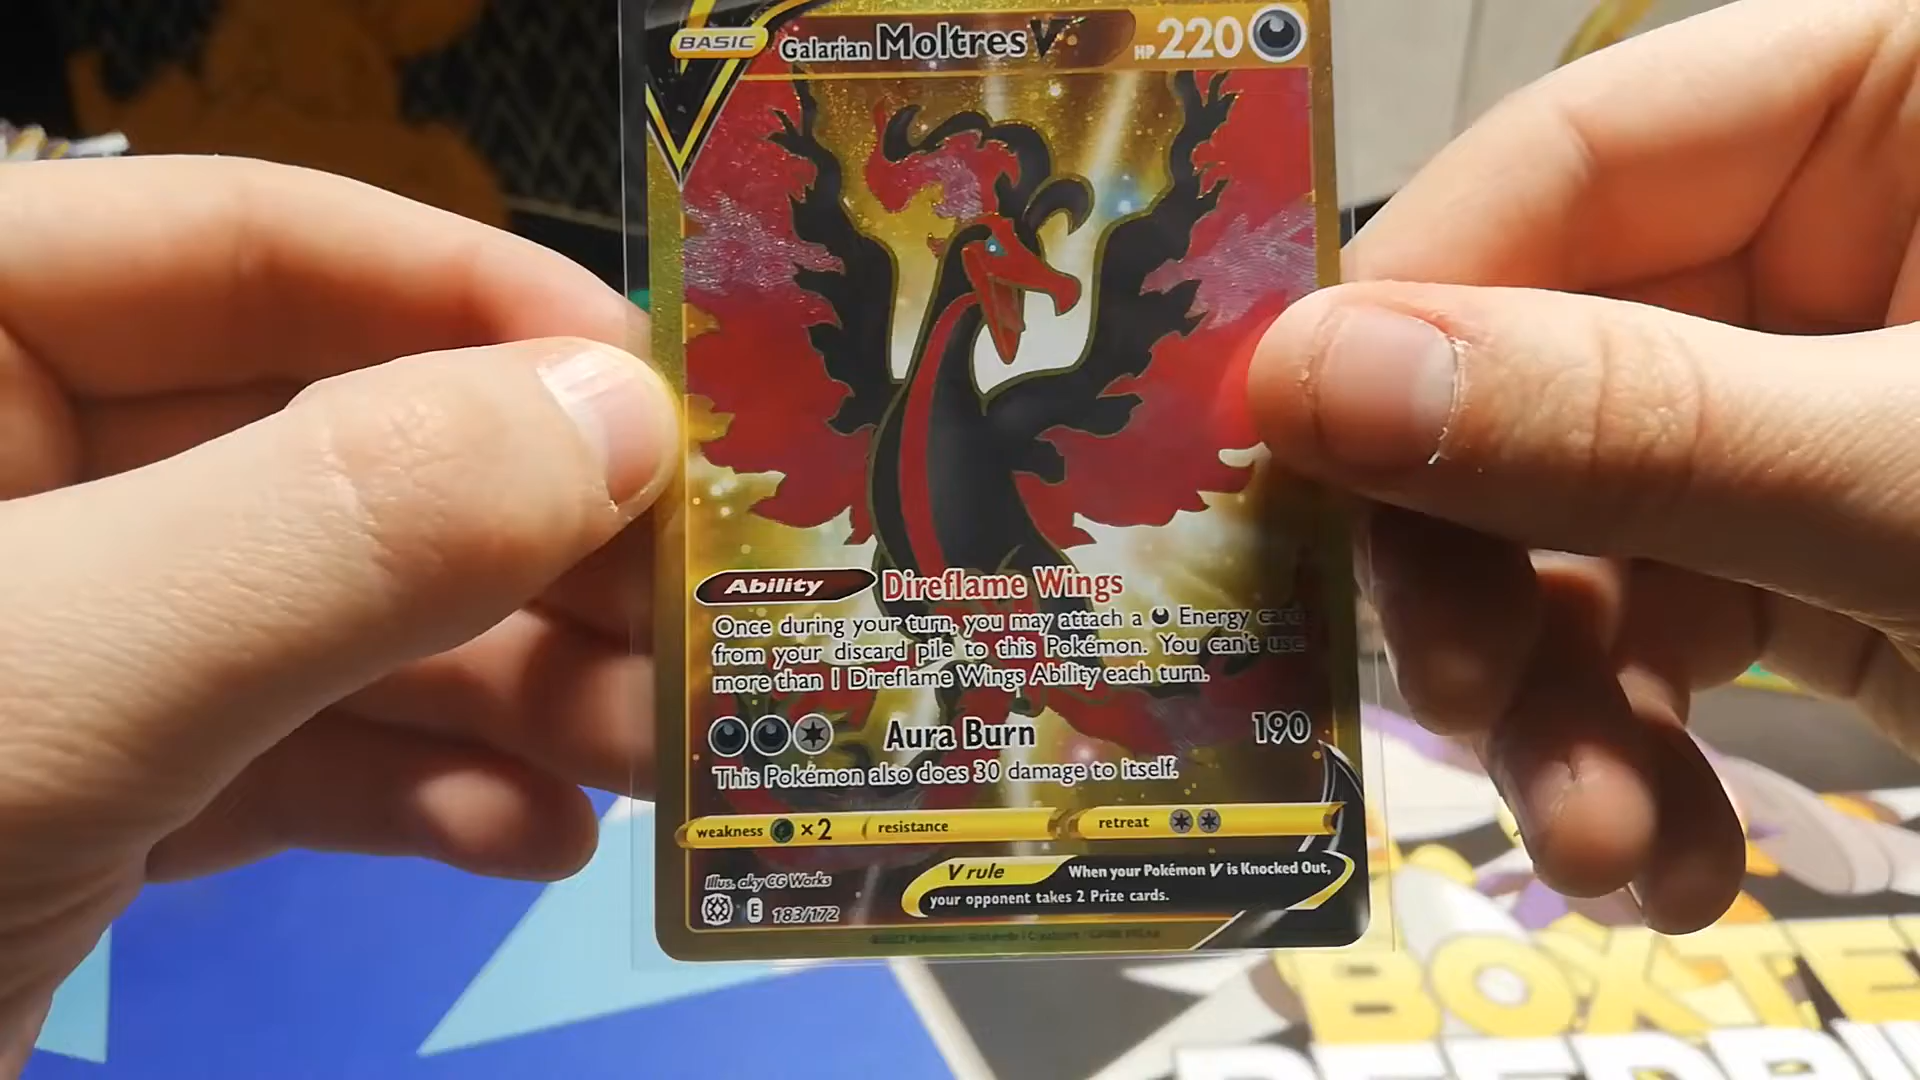 BASIC Galarian Moltres V HP 220
Ability Direflame Wings
Once during your turn, you may attach a Energy card
from your discard pile to this Pokémon. You can't use
more than 1 Direflame Wings Ability each turn.
Aura Burn 190
This Pokémon also does 30 damage to itself.
weakness ×2 resistance retreat
V rule When your Pokémon V is Knocked Out,
your opponent takes 2 Prize cards.
Illus. aky CG Works
E 183/172
BOXTE